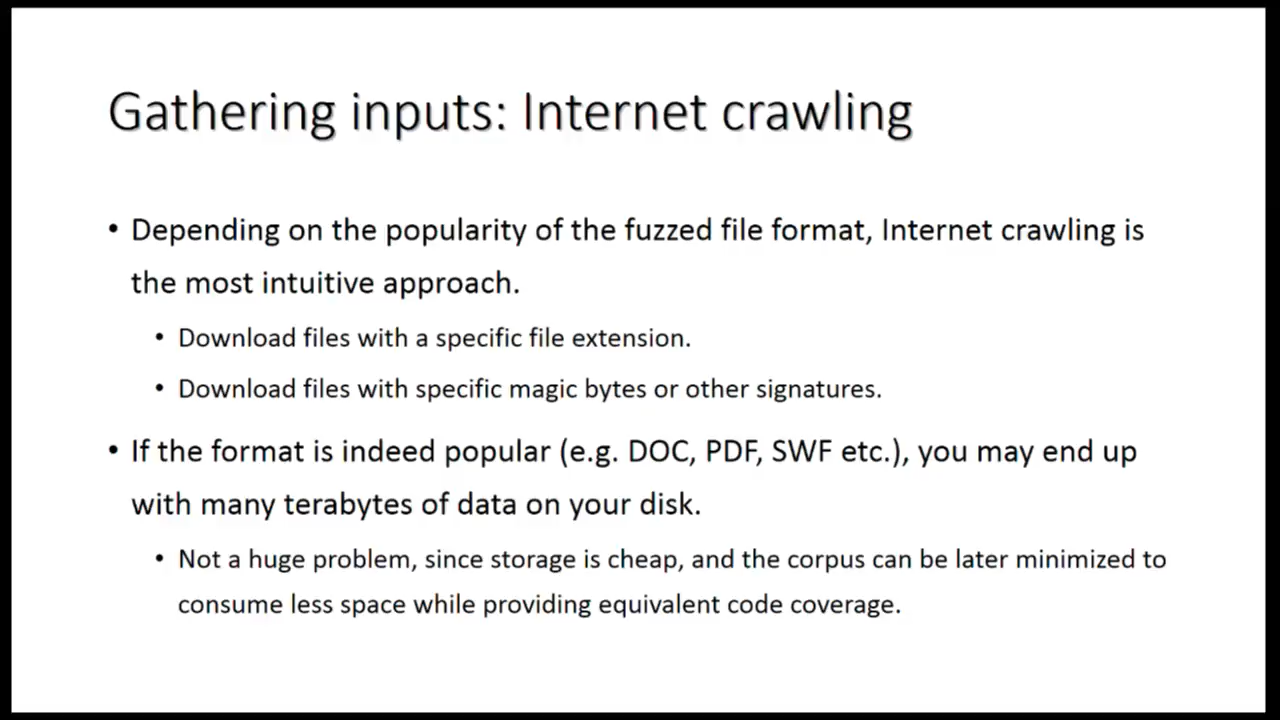 Gathering inputs: Internet crawling
• Depending on the popularity of the fuzzed file format, Internet crawling is
the most intuitive approach.
• Download files with a specific file extension.
• Download files with specific magic bytes or other signatures.
• If the format is indeed popular (e.g. DOC, PDF, SWF etc.), you may end up
with many terabytes of data on your disk.
• Not a huge problem, since storage is cheap, and the corpus can be later minimized to
consume less space while providing equivalent code coverage.